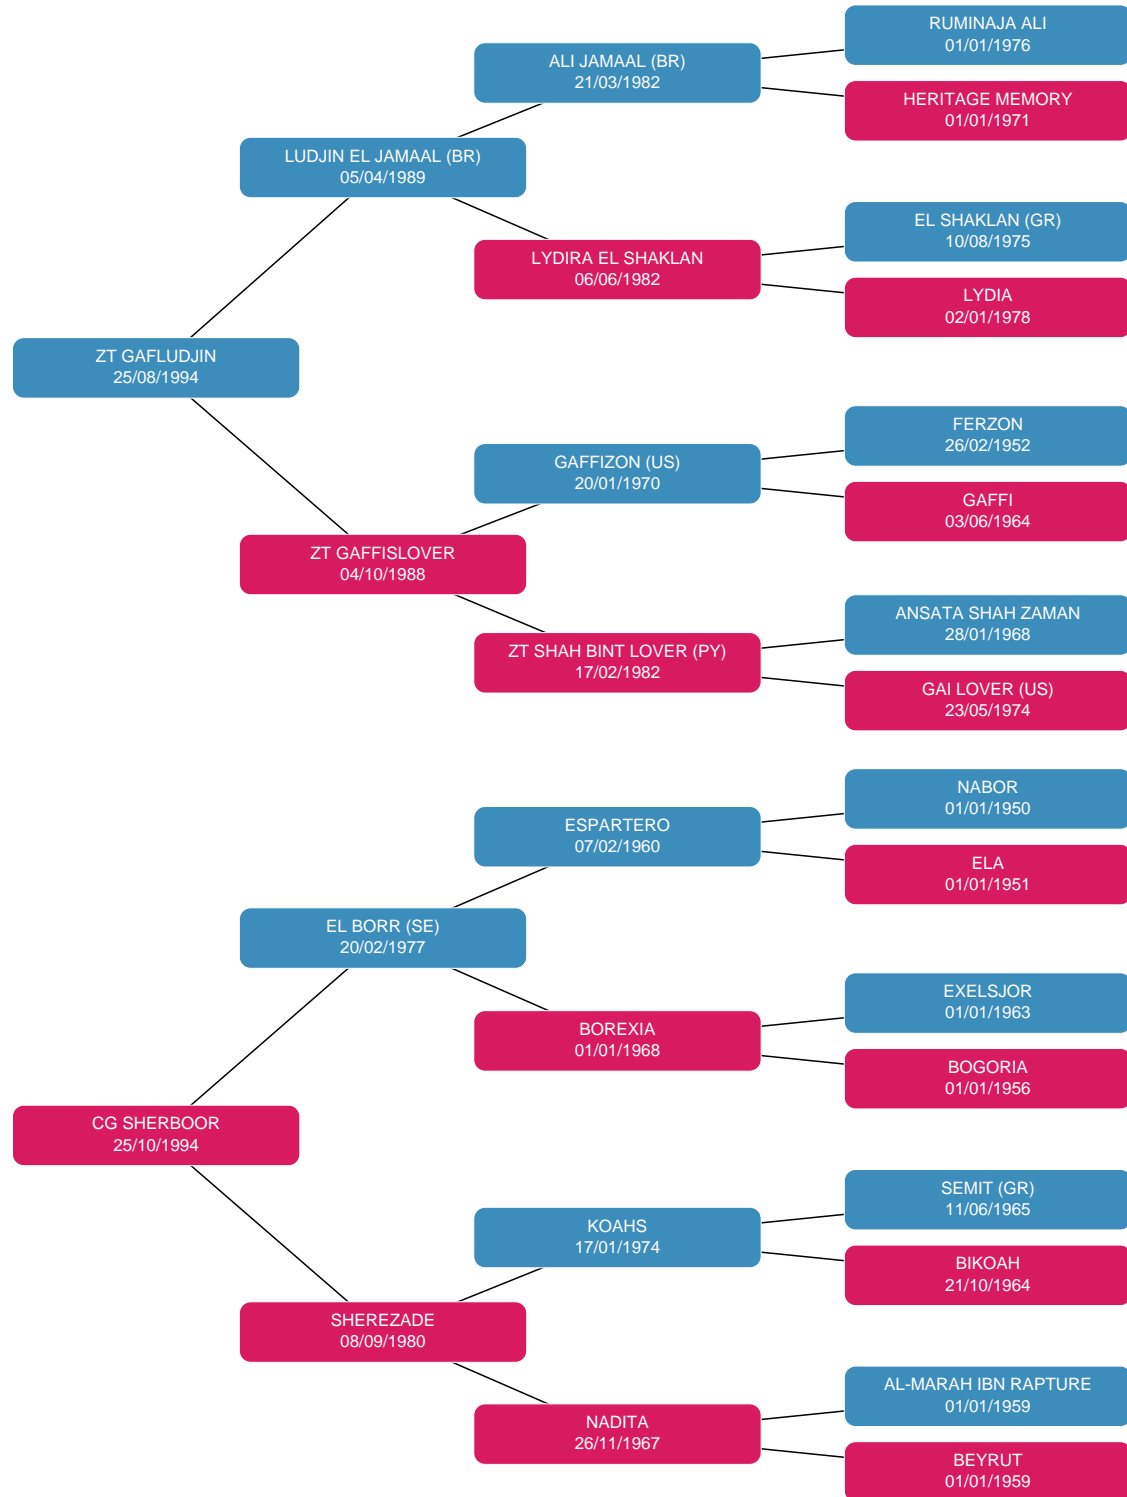 RUMINAJA ALI
01/01/1976
ALI JAMAAL (BR)
21/03/1982
HERITAGE MEMORY
01/01/1971
LUDJIN EL JAMAAL (BR)
05/04/1989
EL SHAKLAN (GR)
10/08/1975
LYDIRA EL SHAKLAN
06/06/1982
LYDIA
02/01/1978
ZT GAFLUDJIN
25/08/1994
FERZON
26/02/1952
GAFFIZON (US)
20/01/1970
GAFFI
03/06/1964
ZT GAFFISLOVER
04/10/1988
ANSATA SHAH ZAMAN
28/01/1968
ZT SHAH BINT LOVER (PY)
17/02/1982
GAI LOVER (US)
23/05/1974
NABOR
01/01/1950
ESPARTERO
07/02/1960
ELA
01/01/1951
EL BORR (SE)
20/02/1977
EXELSJOR
01/01/1963
BOREXIA
01/01/1968
BOGORIA
01/01/1956
CG SHERBOOR
25/10/1994
SEMIT (GR)
11/06/1965
KOAHS
17/01/1974
BIKOAH
21/10/1964
SHEREZADE
08/09/1980
AL-MARAH IBN RAPTURE
01/01/1959
NADITA
26/11/1967
BEYRUT
01/01/1959